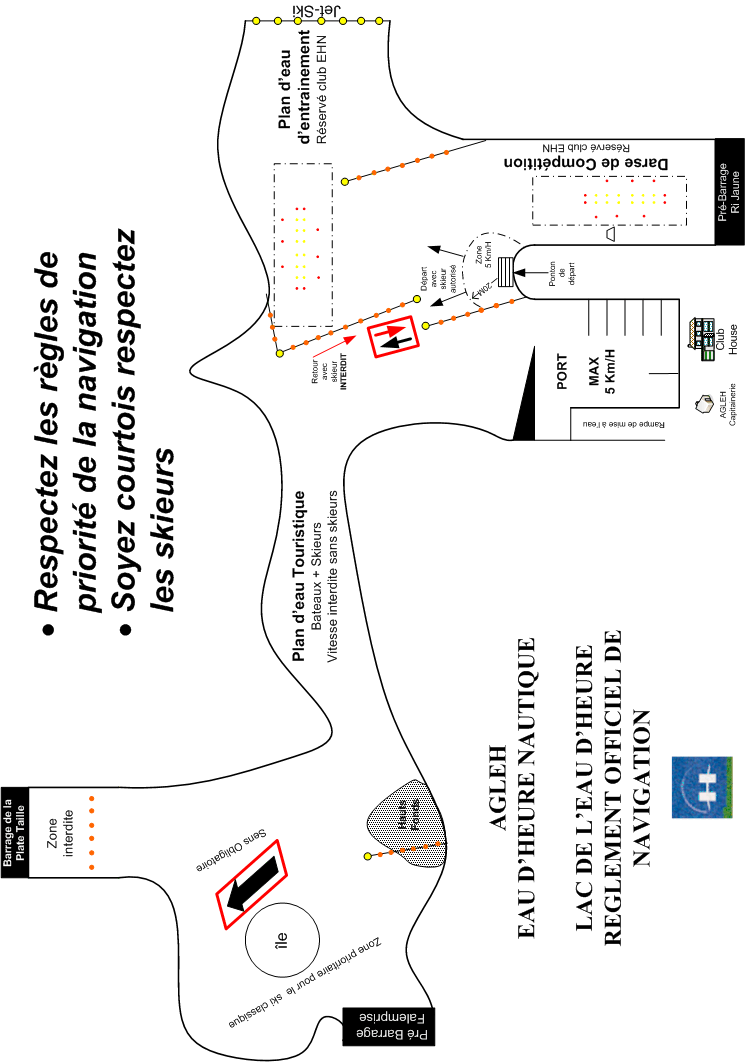 • Respectez les règles de
priorité de la navigation
• Soyez courtois respectez
les skieurs
Barrage de la
Plate Taille
Zone
interdite
Sens Obligatoire
île
Zone prioritaire pour le ski classique
Pré Barrage
Falemprise
Hauts
Fonds
Plan d'eau Touristique
Bateaux + Skieurs
Vitesse interdite sans skieurs
Jet-Ski
Plan d'eau
d'entrainement
Réservé club EHN
Retour
avec
skieur
INTERDIT
Départ
avec
skieur
autorisé
Zone
5 Km/H
20M
Ponton
de
départ
Darse de Compétition
Réservé club EHN
Pré-Barrage
Ri Jaune
PORT
MAX
5 Km/H
Rampe de mise à l'eau
Club
House
AGLEH
Capitainerie
AGLEH
EAU D'HEURE NAUTIQUE
LAC DE L'EAU D'HEURE
REGLEMENT OFFICIEL DE
NAVIGATION
H